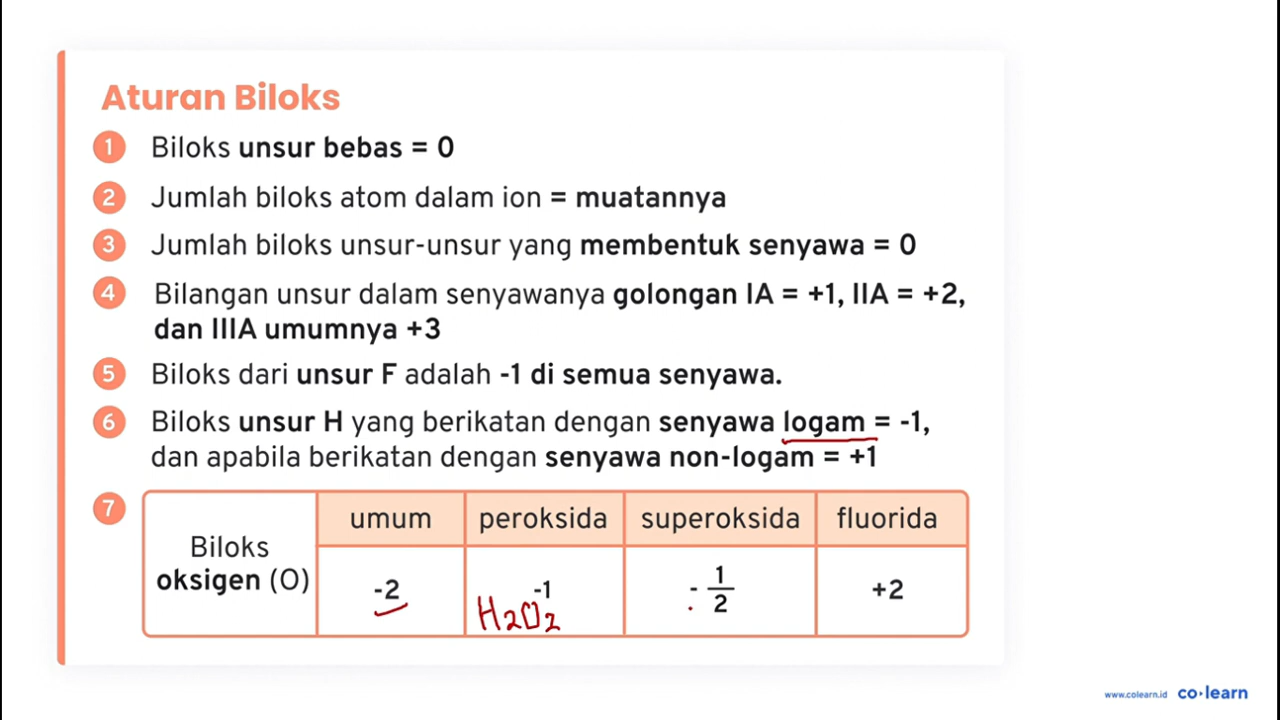 Aturan Biloks
1 Biloks unsur bebas = 0
2 Jumlah biloks atom dalam ion = muatannya
3 Jumlah biloks unsur-unsur yang membentuk senyawa = 0
4 Bilangan unsur dalam senyawanya golongan IA = +1, IIA = +2,
dan IIIA umumnya +3
5 Biloks dari unsur F adalah -1 di semua senyawa.
6 Biloks unsur H yang berikatan dengan senyawa logam = -1,
dan apabila berikatan dengan senyawa non-logam = +1
7
Biloks
oksigen (O)
umum peroksida superoksida fluorida
-2 -1 -1/2 +2
H2O2
www.colearn.id co·learn